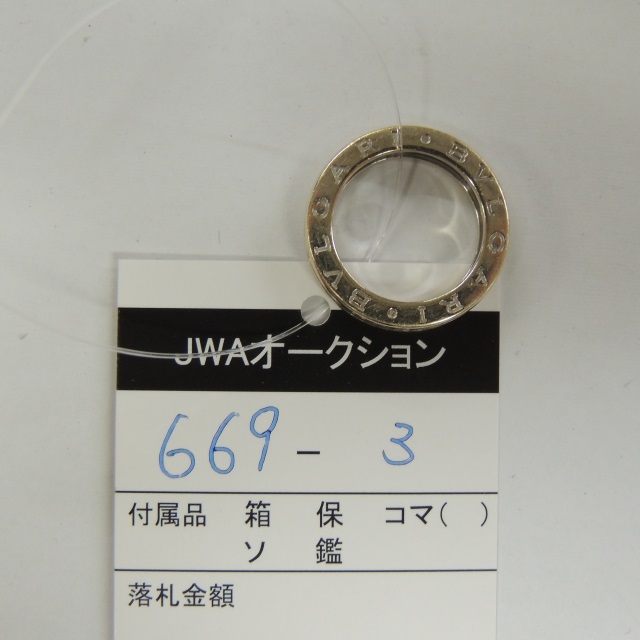 BVLGARI • BVLGARI •
JWAオークション
669 - 3
付属品 箱 保 コマ( )
ソ 鑑
落札金額